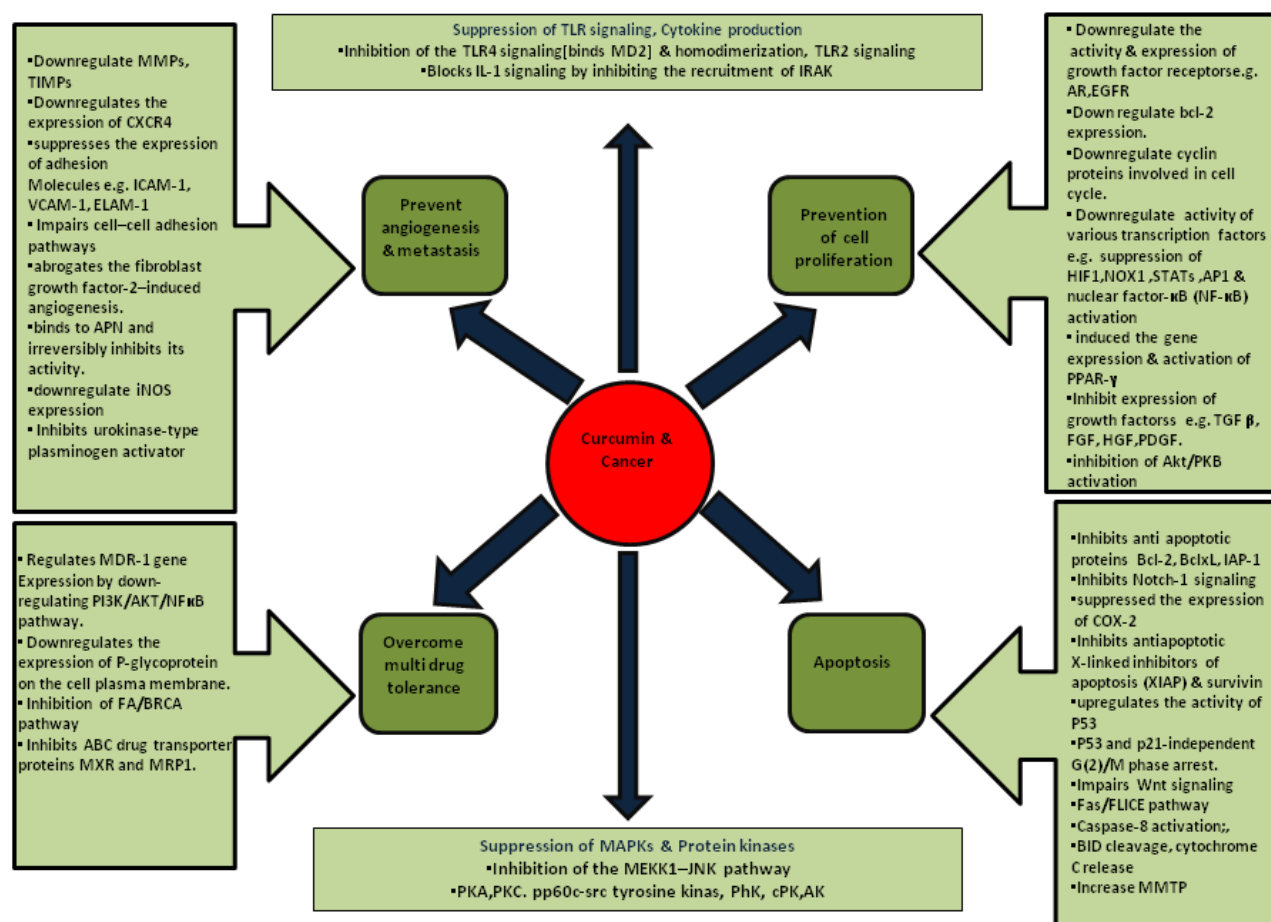 Suppression of TLR signaling, Cytokine production
▪Inhibition of the TLR4 signaling[binds MD2] & homodimerization, TLR2 signaling
▪Blocks IL-1 signaling by inhibiting the recruitment of IRAK
▪Downregulate MMPs,
TIMPs
▪Downregulates the
expression of CXCR4
▪suppresses the expression
of adhesion
Molecules e.g. ICAM-1,
VCAM-1, ELAM-1
▪ Impairs cell–cell adhesion
pathways
▪abrogates the fibroblast
growth factor-2–induced
angiogenesis.
▪binds to APN and
irreversibly inhibits its
activity.
▪downregulate iNOS
expression
▪ Inhibits urokinase-type
plasminogen activator
Prevent
angiogenesis
& metastasis
Prevention
of cell
proliferation
▪Downregulate the
activity & expression of
growth factor receptorse.g.
AR,EGFR
▪Down regulate bcl-2
expression.
▪Downregulate cyclin
proteins involved in cell
cycle.
▪ Downregulate activity of
various transcription factors
e.g. suppression of
HIF1,NOX1 ,STATs ,AP1 &
nuclear factor-κB (NF-κB)
activation
▪ induced the gene
expression & activation of
PPAR-γ
▪Inhibit expression of
growth factorss e.g. TGF β,
FGF, HGF,PDGF.
▪inhibition of Akt/PKB
activation
Curcumin &
Cancer
▪ Regulates MDR-1 gene
Expression by down-
regulating PI3K/AKT/NFκB
pathway.
▪Downregulates the
expression of P-glycoprotein
on the cell plasma membrane.
▪ Inhibition of FA/BRCA
pathway
▪ Inhibits ABC drug transporter
proteins MXR and MRP1.
Overcome
multi drug
tolerance
Apoptosis
▪Inhibits anti apoptotic
proteins Bcl-2, BclxL, IAP-1
▪Inhibits Notch-1 signaling
▪suppressed the expression
of COX-2
▪Inhibits antiapoptotic
X-linked inhibitors of
apoptosis (XIAP) & survivin
▪upregulates the activity of
P53
▪P53 and p21-independent
G(2)/M phase arrest.
▪Impairs Wnt signaling
▪Fas/FLICE pathway
▪Caspase-8 activation;,
▪BID cleavage, cytochrome
C release
▪Increase MMTP
Suppression of MAPKs & Protein kinases
▪Inhibition of the MEKK1–JNK pathway
▪PKA,PKC. pp60c-src tyrosine kinas, PhK, cPK,AK